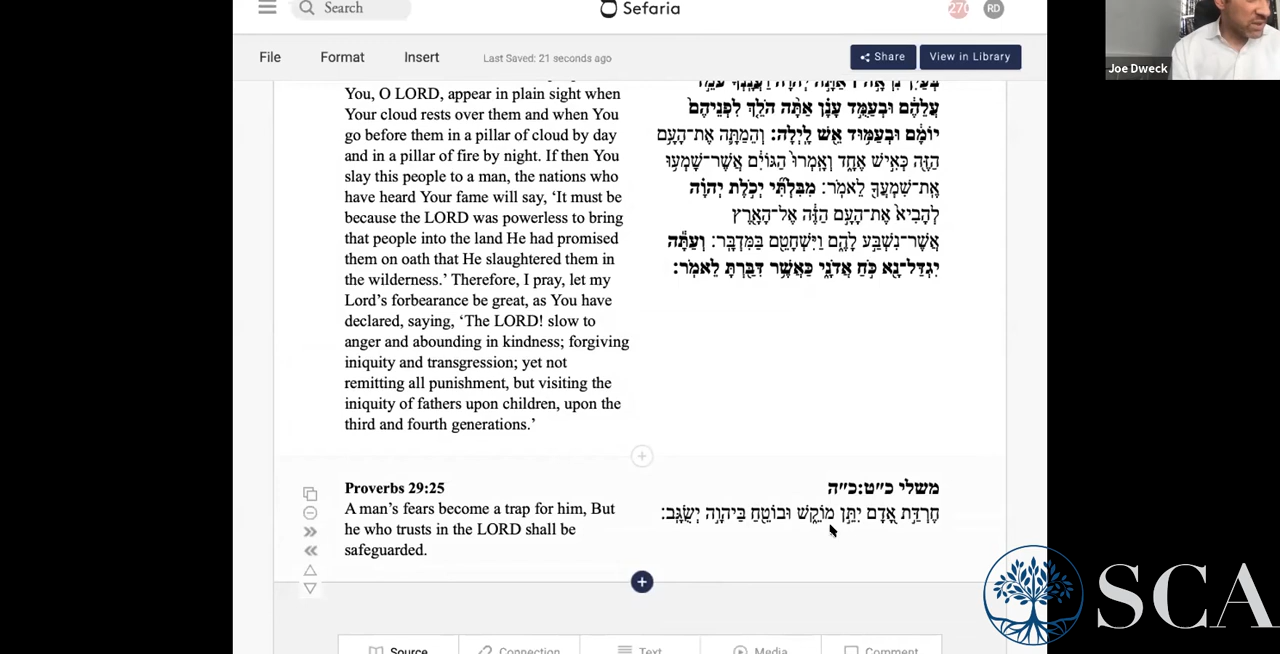 Search
Sefaria
270
RD
File Format Insert Last Saved: 21 seconds ago Share View in Library
Joe Dweck
You, O LORD, appear in plain sight when
Your cloud rests over them and when You
go before them in a pillar of cloud by day
and in a pillar of fire by night. If then You
slay this people to a man, the nations who
have heard Your fame will say, ‘It must be
because the LORD was powerless to bring
that people into the land He had promised
them on oath that He slaughtered them in
the wilderness.’ Therefore, I pray, let my
Lord’s forbearance be great, as You have
declared, saying, ‘The LORD! slow to
anger and abounding in kindness; forgiving
iniquity and transgression; yet not
remitting all punishment, but visiting the
iniquity of fathers upon children, upon the
third and fourth generations.’
עֲלֵהֶ֗ם וּבְעַמֻּ֣ד עָנָ֗ן אַתָּ֨ה הֹלֵ֤ךְ לִפְנֵיהֶם֙
יוֹמָ֔ם וּבְעַמּ֥וּד אֵ֖שׁ לָֽיְלָה׃ וְהֵמַתָּ֛ה אֶת־הָעָ֥ם
הַזֶּ֖ה כְּאִ֣ישׁ אֶחָ֑ד וְאָֽמְרוּ֙ הַגּוֹיִ֔ם אֲשֶׁר־שָׁמְע֥וּ
אֶֽת־שִׁמְעֲךָ֖ לֵאמֹֽר׃ מִבִּלְתִּ֞י יְכֹ֣לֶת יְהוָ֗ה
לְהָבִיא֙ אֶת־הָעָ֣ם הַזֶּ֔ה אֶל־הָאָ֖רֶץ
אֲשֶׁר־נִשְׁבַּ֣ע לָהֶ֑ם וַיִּשְׁחָטֵ֖ם בַּמִּדְבָּֽר׃ וְעַתָּ֕ה
יִגְדַּל־נָ֖א כֹּ֣חַ אֲדֹנָ֑י כַּאֲשֶׁ֥ר דִּבַּ֖רְתָּ לֵאמֹֽר׃
Proverbs 29:25
A man’s fears become a trap for him, But
he who trusts in the LORD shall be
safeguarded.
משלי כ״ט:כ״ה
חֶרְדַּ֣ת אָ֭דָם יִתֵּ֣ן מוֹקֵ֑שׁ וּבוֹטֵ֖חַ בַּיהוָ֣ה יְשֻׂגָּֽב׃
Source Connection Text Media Comment
SCA